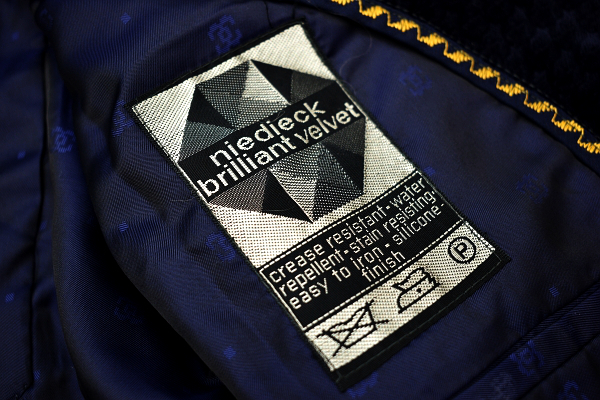 niedieck
brilliant velvet
crease resistant-water
repellent-stain resisting-
easy to iron - silicone-
finish
P